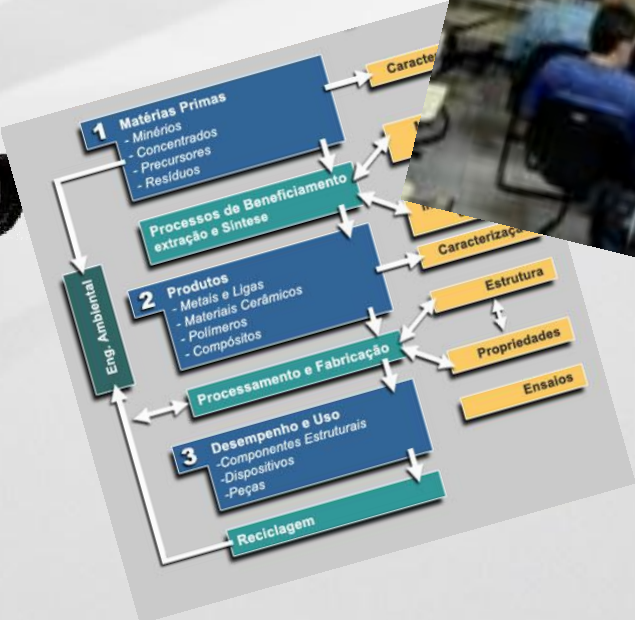 1 Matérias Primas
- Minérios
- Concentrados
- Precursores
- Resíduos
Processos de Beneficiamento
extração e Síntese
2 Produtos
- Metais e Ligas
- Materiais Cerâmicos
- Polímeros
- Compósitos
Caracterizaçã
Estrutura
Propriedades
Ensaios
Eng. Ambiental
Processamento e Fabricação
3 Desempenho e Uso
-Componentes Estruturais
-Dispositivos
-Peças
Reciclagem